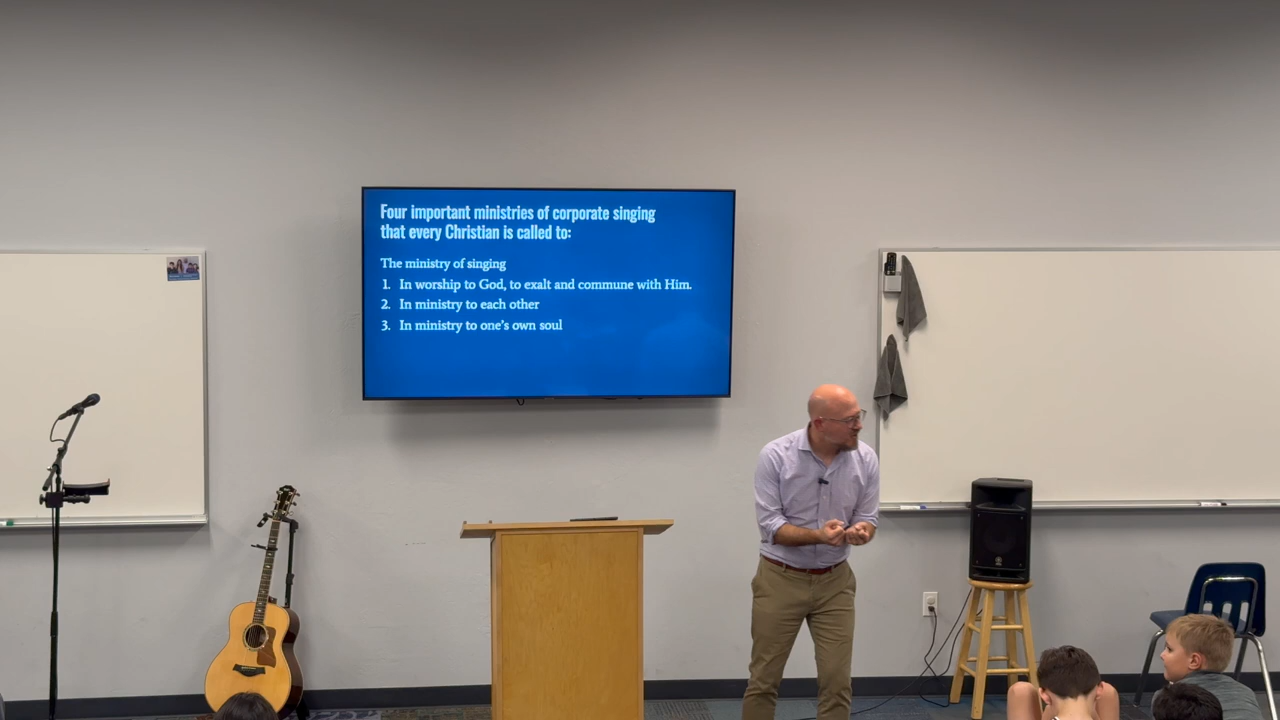 Four important ministries of corporate singing
that every Christian is called to:
The ministry of singing
1. In worship to God, to exalt and commune with Him.
2. In ministry to each other
3. In ministry to one's own soul